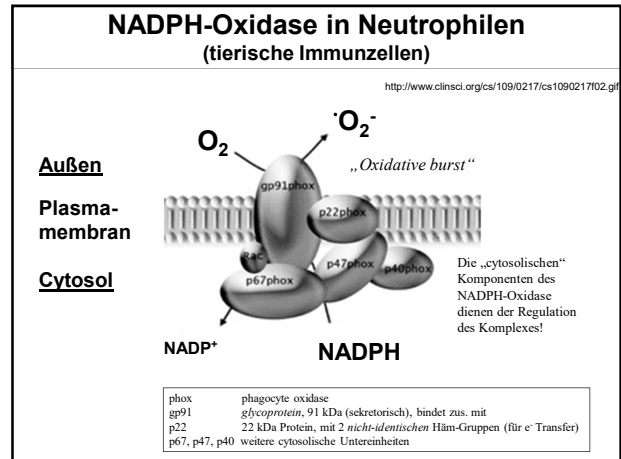 NADPH-Oxidase in Neutrophilen
(tierische Immunzellen)
http://www.clinsci.org/cs/109/0217/cs1090217f02.gif
O₂
·O₂⁻
Außen
„Oxidative burst“
gp91phox
Plasma-
membran
p22phox
Rac
p47phox
p40phox
Cytosol
p67phox
Die „cytosolischen“
Komponenten des
NADPH-Oxidase
dienen der Regulation
des Komplexes!
NADP⁺
NADPH
phox phagocyte oxidase
gp91 glycoprotein, 91 kDa (sekretorisch), bindet zus. mit
p22 22 kDa Protein, mit 2 nicht-identischen Häm-Gruppen (für e⁻ Transfer)
p67, p47, p40 weitere cytosolische Untereinheiten